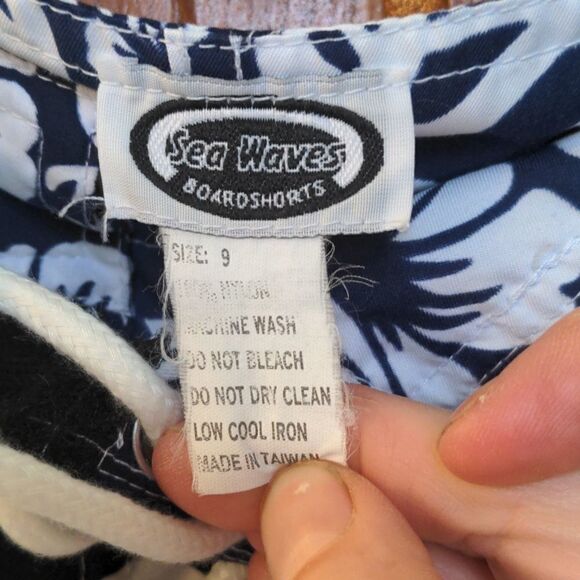 Sea Waves
BOARDSHORTS
SIZE: 9
100% NYLON
MACHINE WASH
DO NOT BLEACH
DO NOT DRY CLEAN
LOW COOL IRON
MADE IN TAIWAN